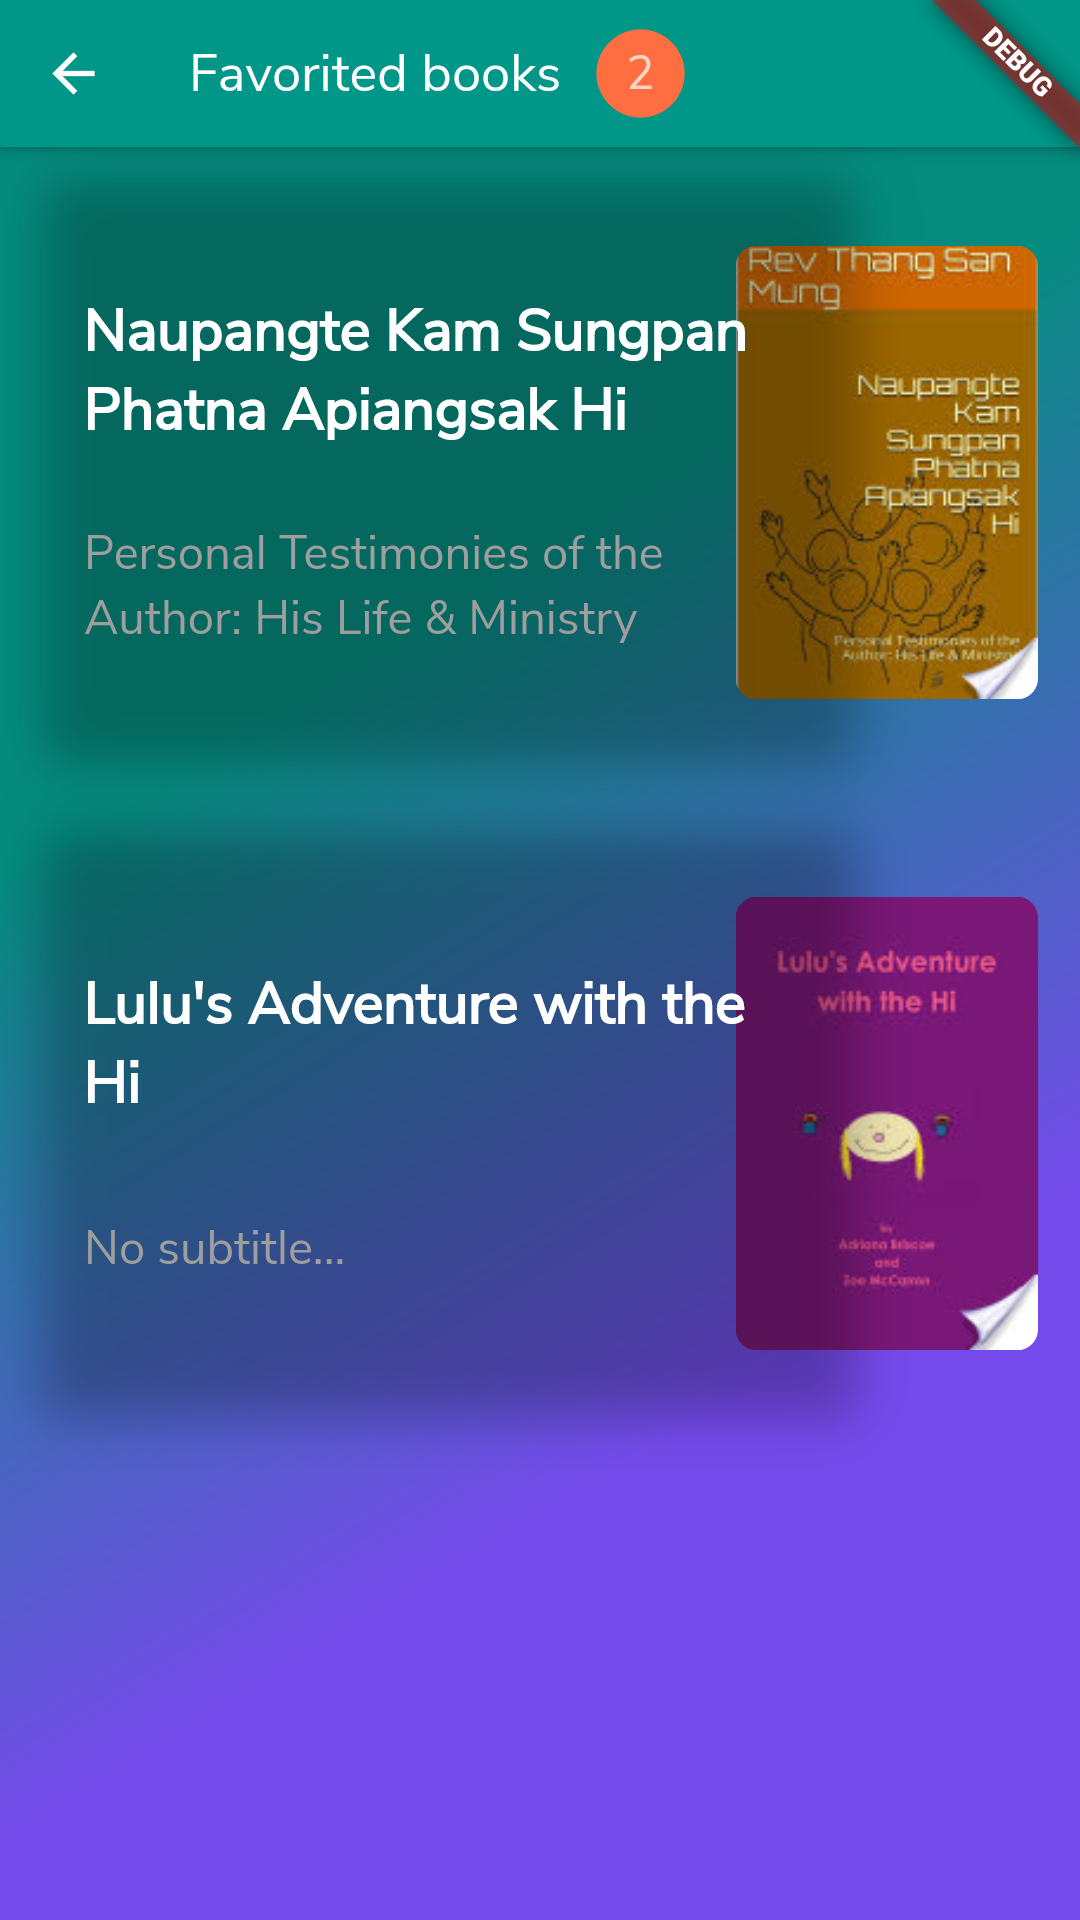 Favorited books 2
DEBUG
Naupangte Kam Sungpan
Phatna Apiangsak Hi
Personal Testimonies of the
Author: His Life & Ministry
Rev Thang San
Mung
Naupangte
Kam
Sungpan
Phatna
Apiangsak
Hi
Personal Testimonies of the
Author: His Life & Ministry
Lulu's Adventure with the
Hi
No subtitle...
Lulu's Adventure
with the Hi
by
Adriana Briscoe
and
Zoe McCarron